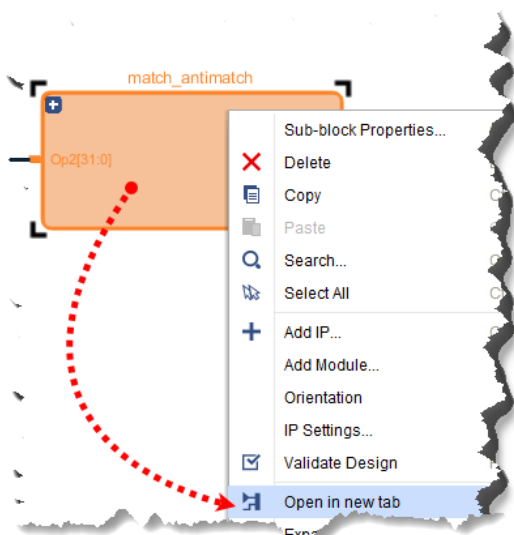 match_antimatch
Op2[31:0]
Sub-block Properties...
Delete
Copy
Paste
Search...
Select All
Add IP...
Add Module...
Orientation
IP Settings...
Validate Design
Open in new tab